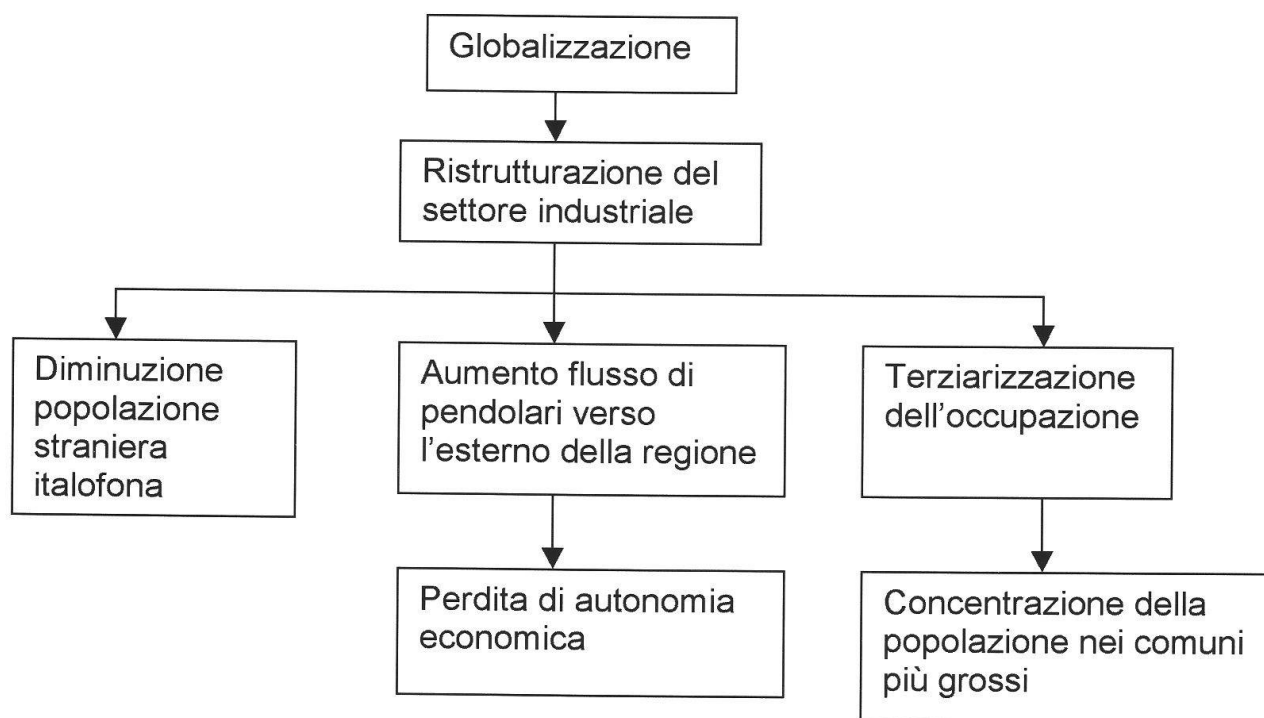 Globalizzazione
Ristrutturazione del
settore industriale
Diminuzione
popolazione
straniera
italofona
Aumento flusso di
pendolari verso
l'esterno della regione
Terziarizzazione
dell'occupazione
Perdita di autonomia
economica
Concentrazione della
popolazione nei comuni
più grossi